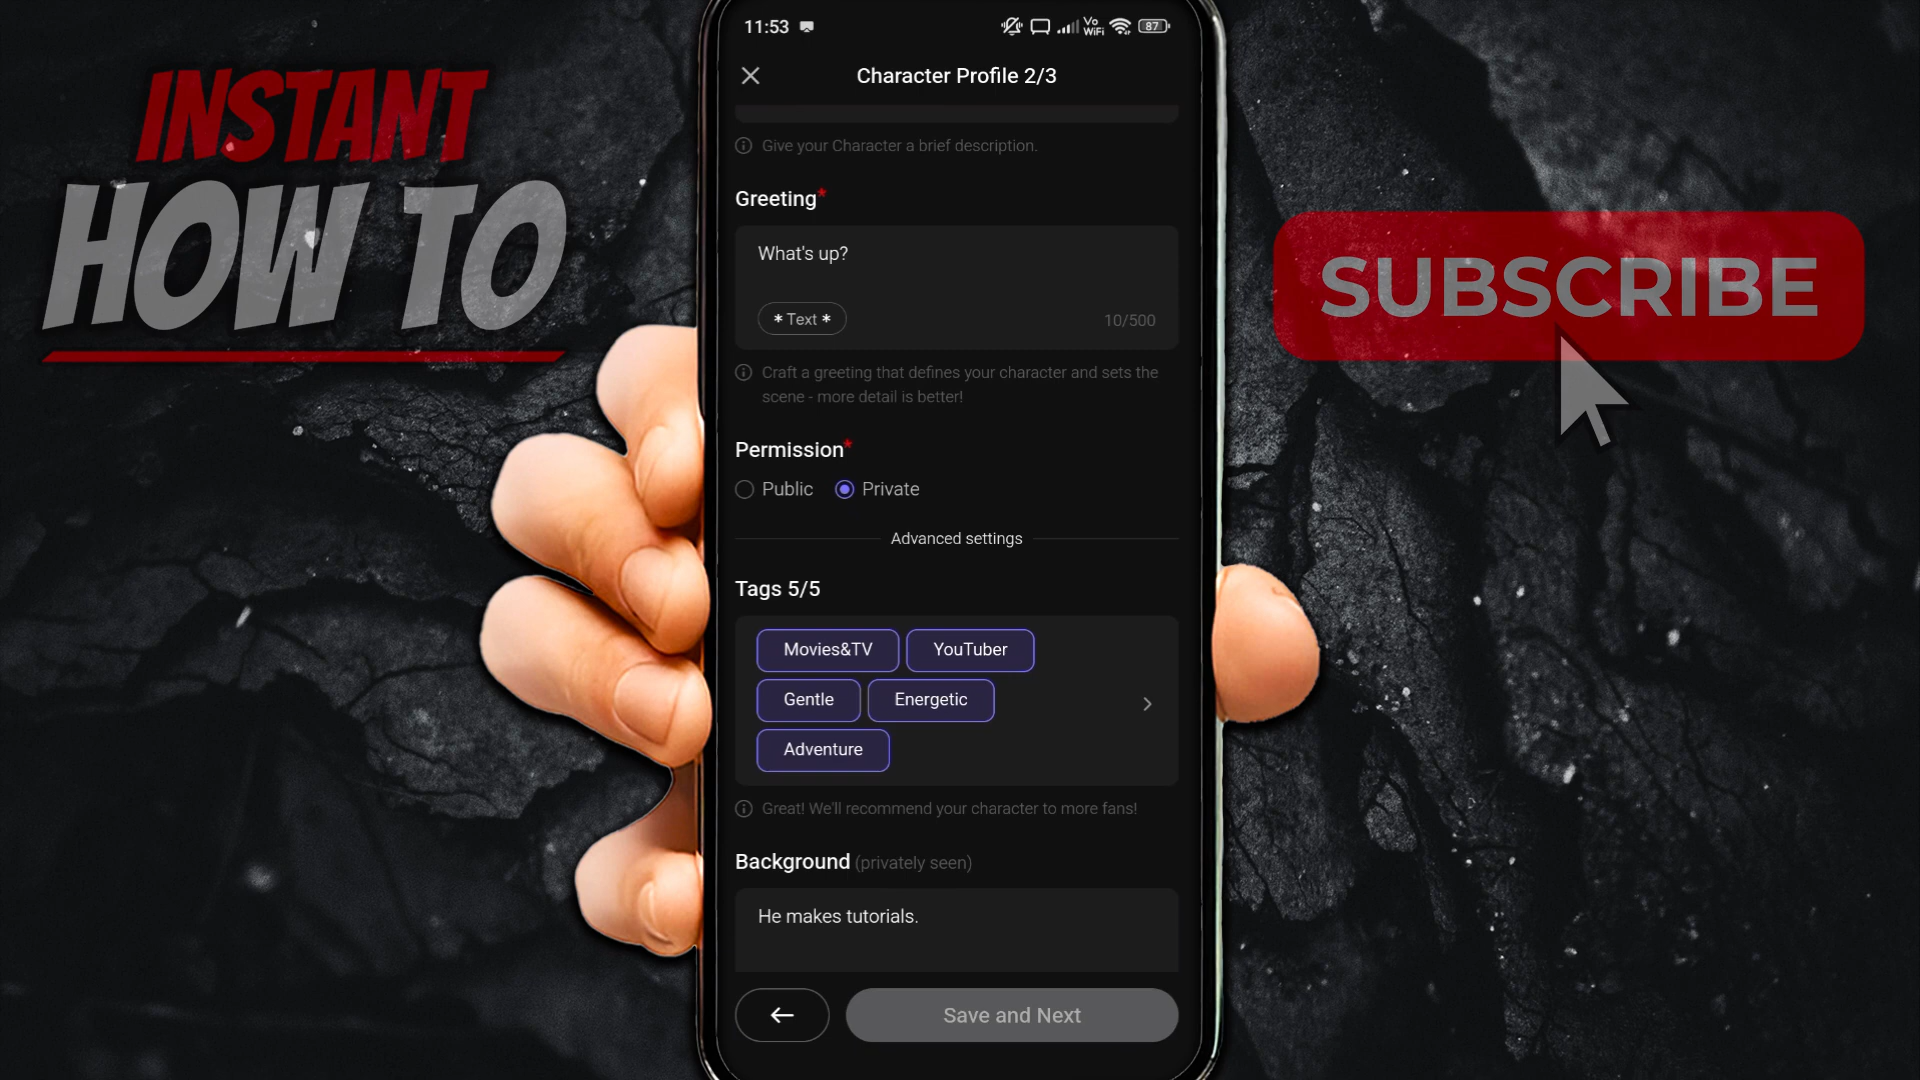 INSTANT
HOW TO
SUBSCRIBE
11:53
Vo
WiFi
87
Character Profile 2/3
Give your Character a brief description.
Greeting*
What's up?
* Text *
10/500
Craft a greeting that defines your character and sets the
scene - more detail is better!
Permission*
Public Private
Advanced settings
Tags 5/5
Movies&TV YouTuber
Gentle Energetic
Adventure
Great! We'll recommend your character to more fans!
Background (privately seen)
He makes tutorials.
Save and Next